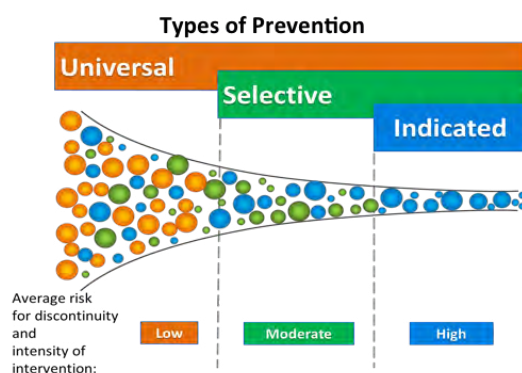 Types of Prevention
Universal
Selective
Indicated
Average risk
for discontinuity
and
intensity of
intervention:
Low
Moderate
High